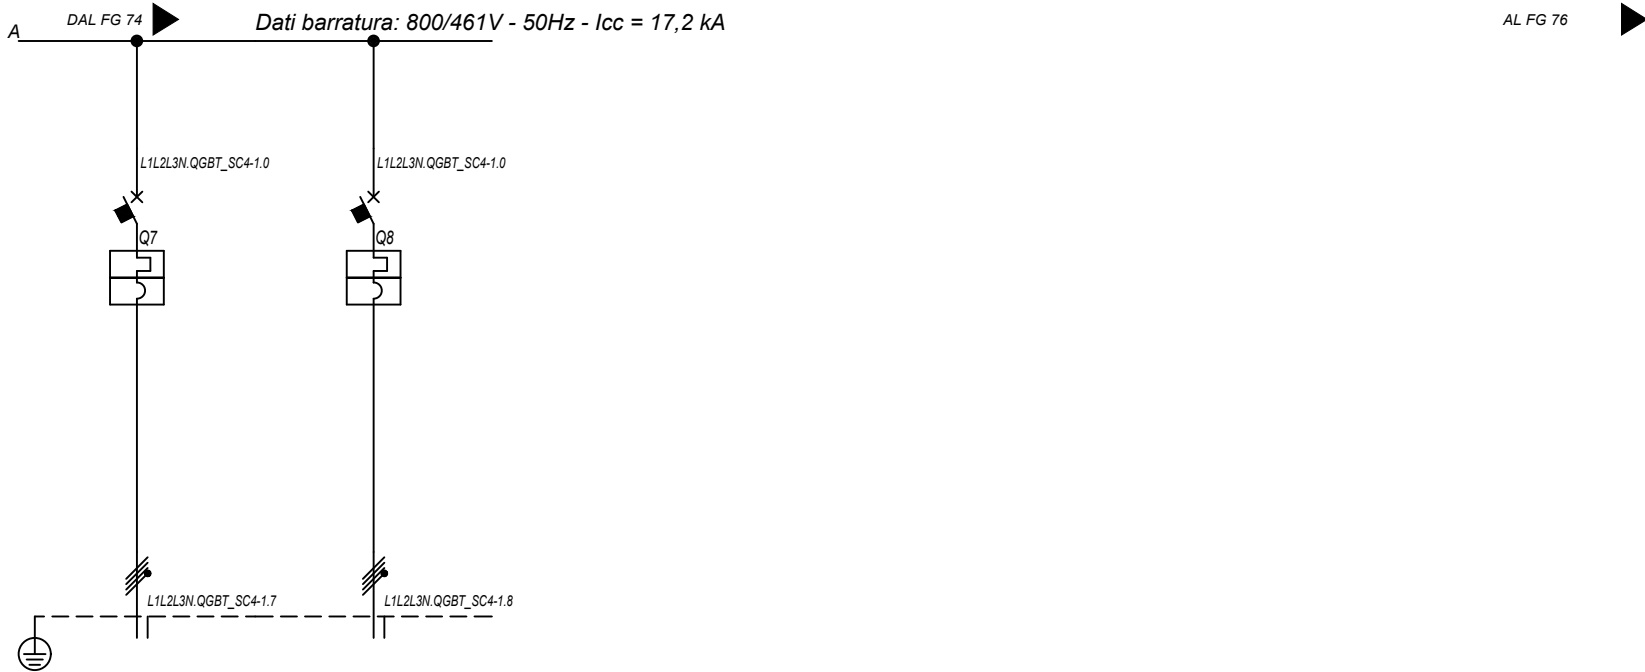 DAL FG 74
Dati barratura: 800/461V - 50Hz - Icc = 17,2 kA
AL FG 76
A
L1L2L3N.QGBT_SC4-1.0
L1L2L3N.QGBT_SC4-1.0
Q7
Q8
L1L2L3N.QGBT_SC4-1.7
L1L2L3N.QGBT_SC4-1.8